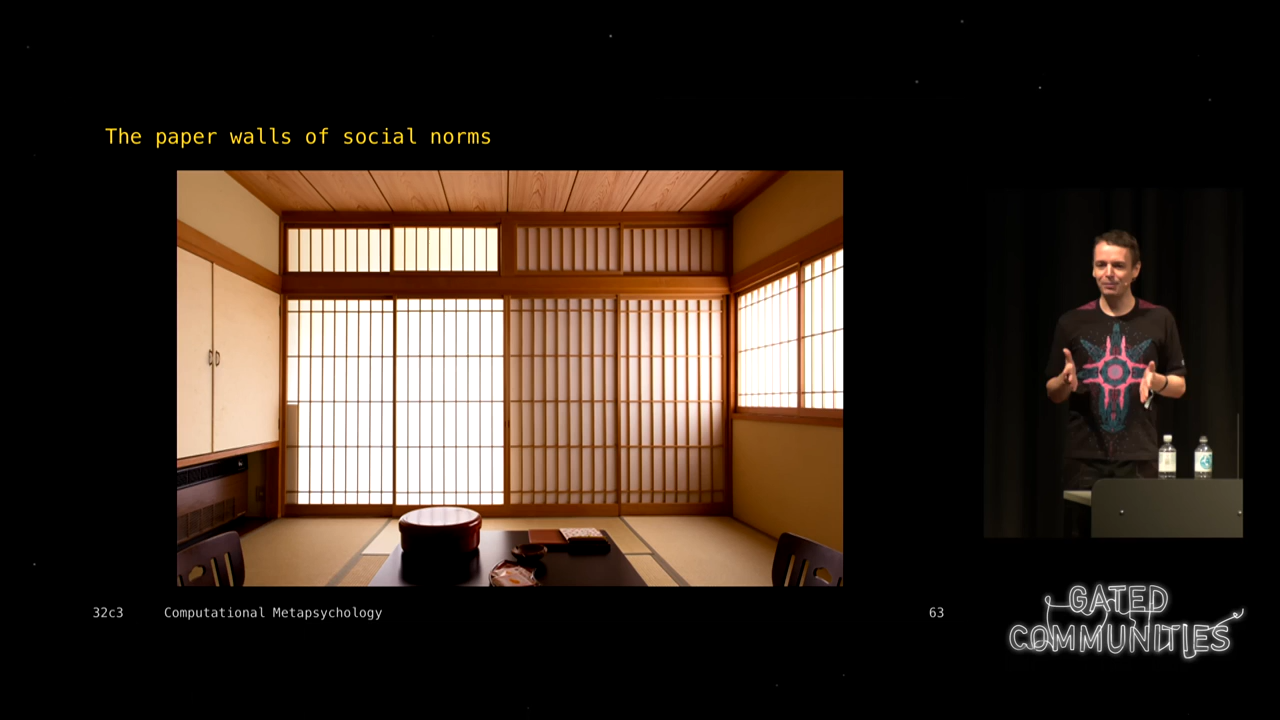 The paper walls of social norms
32c3 Computational Metapsychology 63
GATED
COMMUNITIES